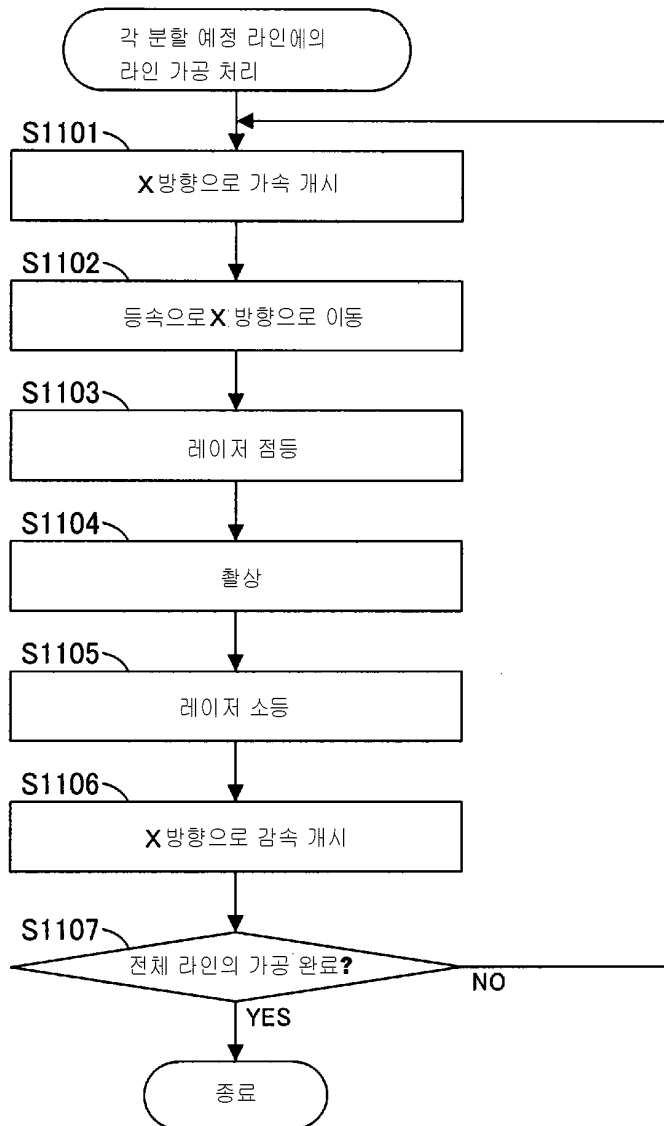 각 분할 예정 라인에의
라인 가공 처리
S1101
X방향으로 가속 개시
S1102
등속으로 X 방향으로 이동
S1103
레이저 점등
S1104
촬상
S1105
레이저 소등
S1106
X방향으로 감속 개시
S1107
전체 라인의 가공 완료?
NO
YES
종료